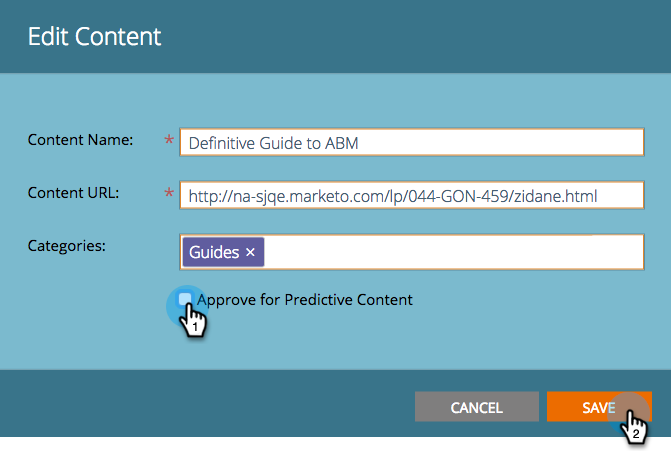 Edit Content
Content Name: * Definitive Guide to ABM
Content URL: * http://na-sjqe.marketo.com/lp/044-GON-459/zidane.html
Categories: Guides ×
Approve for Predictive Content
1
CANCEL SAVE
2